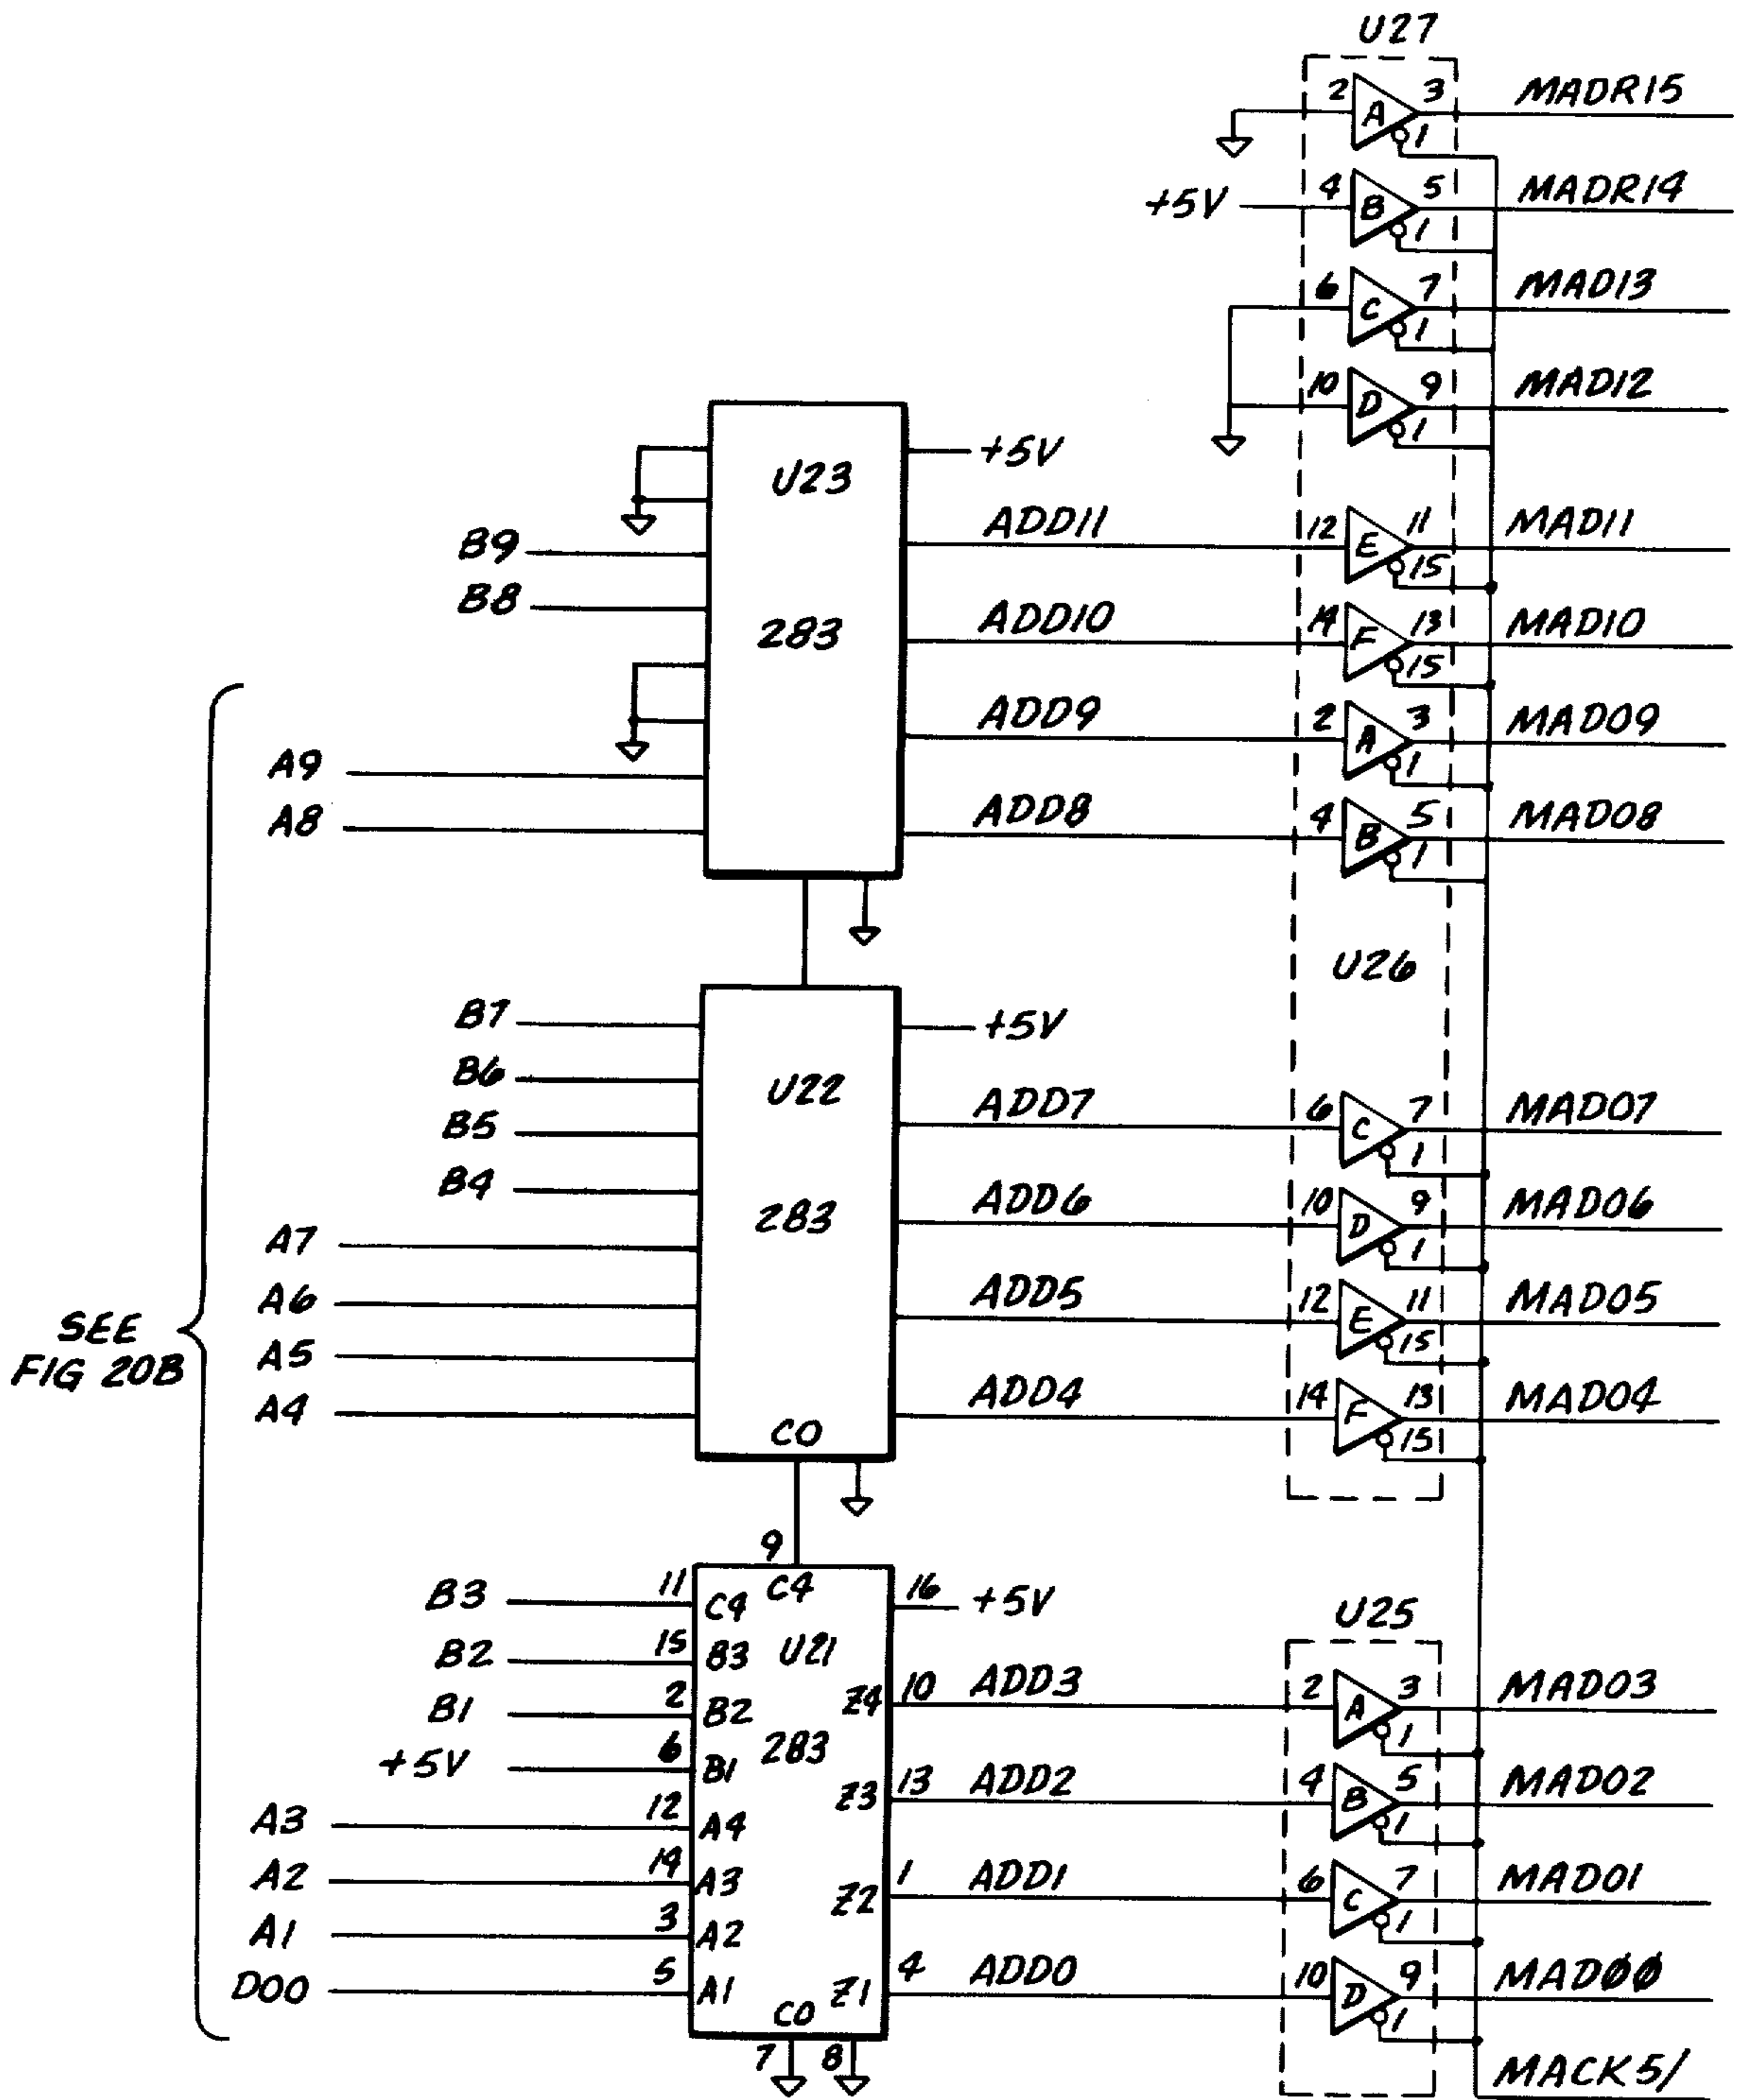 U27
2 A 3 MADR15
1
+5V 4 B 5 MADR14
1
6 C 7 MAD13
1
10 D 9 MAD12
1
U23
+5V
283
B9
B8
A9
A8
ADD11 12 E 11 MAD11
15
ADD10 14 F 13 MAD10
15
ADD9 2 A 3 MAD09
1
ADD8 4 B 5 MAD08
1
U26
B7
B6
B5
B4
A7
A6
A5
A4
+5V
U22
283
CO
ADD7 6 C 7 MAD07
1
ADD6 10 D 9 MAD06
1
ADD5 12 E 11 MAD05
15
ADD4 14 F 13 MAD04
15
SEE
FIG 20B
9
C4
B3 11 C4
B2 15 B3
B1 2 B2
+5V 6 B1
A3 12 A4
A2 14 A3
A1 3 A2
D00 5 A1
U21
283
16 +5V
CO
7 8
U25
Z4 10 ADD3 2 A 3 MAD03
1
Z3 13 ADD2 4 B 5 MAD02
1
Z2 1 ADD1 6 C 7 MAD01
1
Z1 4 ADD0 10 D 9 MADØØ
1
MACK5/